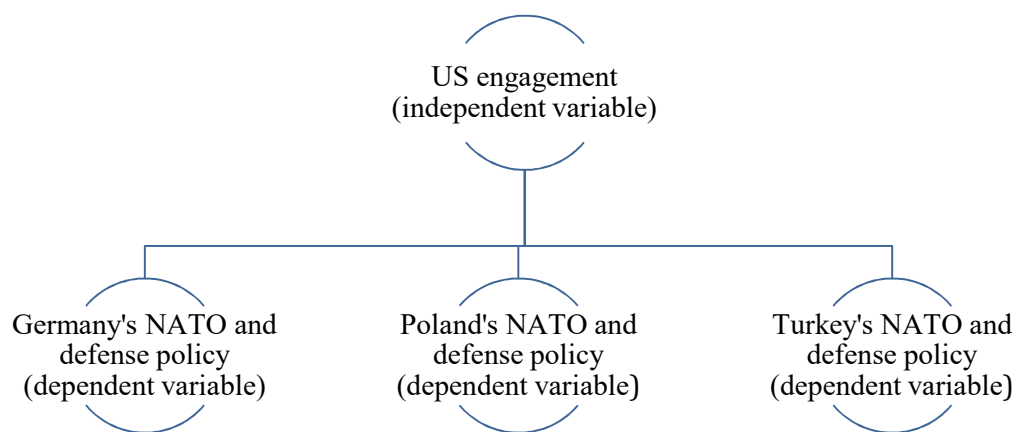 US engagement
(independent variable)
Germany's NATO and
defense policy
(dependent variable)
Poland's NATO and
defense policy
(dependent variable)
Turkey's NATO and
defense policy
(dependent variable)